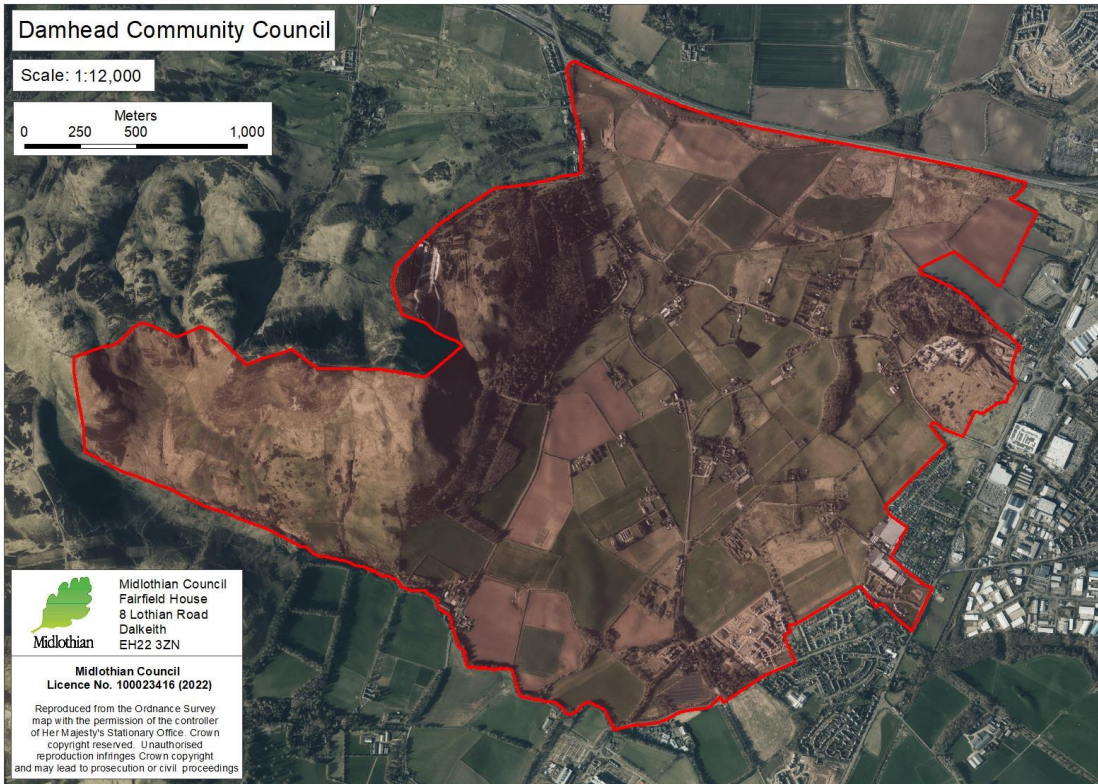 Damhead Community Council
Scale: 1:12,000
Meters
0 250 500 1,000
Midlothian
Midlothian Council
Fairfield House
8 Lothian Road
Dalkeith
EH22 3ZN
Midlothian Council
Licence No. 100023416 (2022)
Reproduced from the Ordnance Survey
map with the permission of the controller
of Her Majesty's Stationary Office. Crown
copyright reserved. Unauthorised
reproduction infringes Crown copyright
and may lead to prosecution or civil proceedings